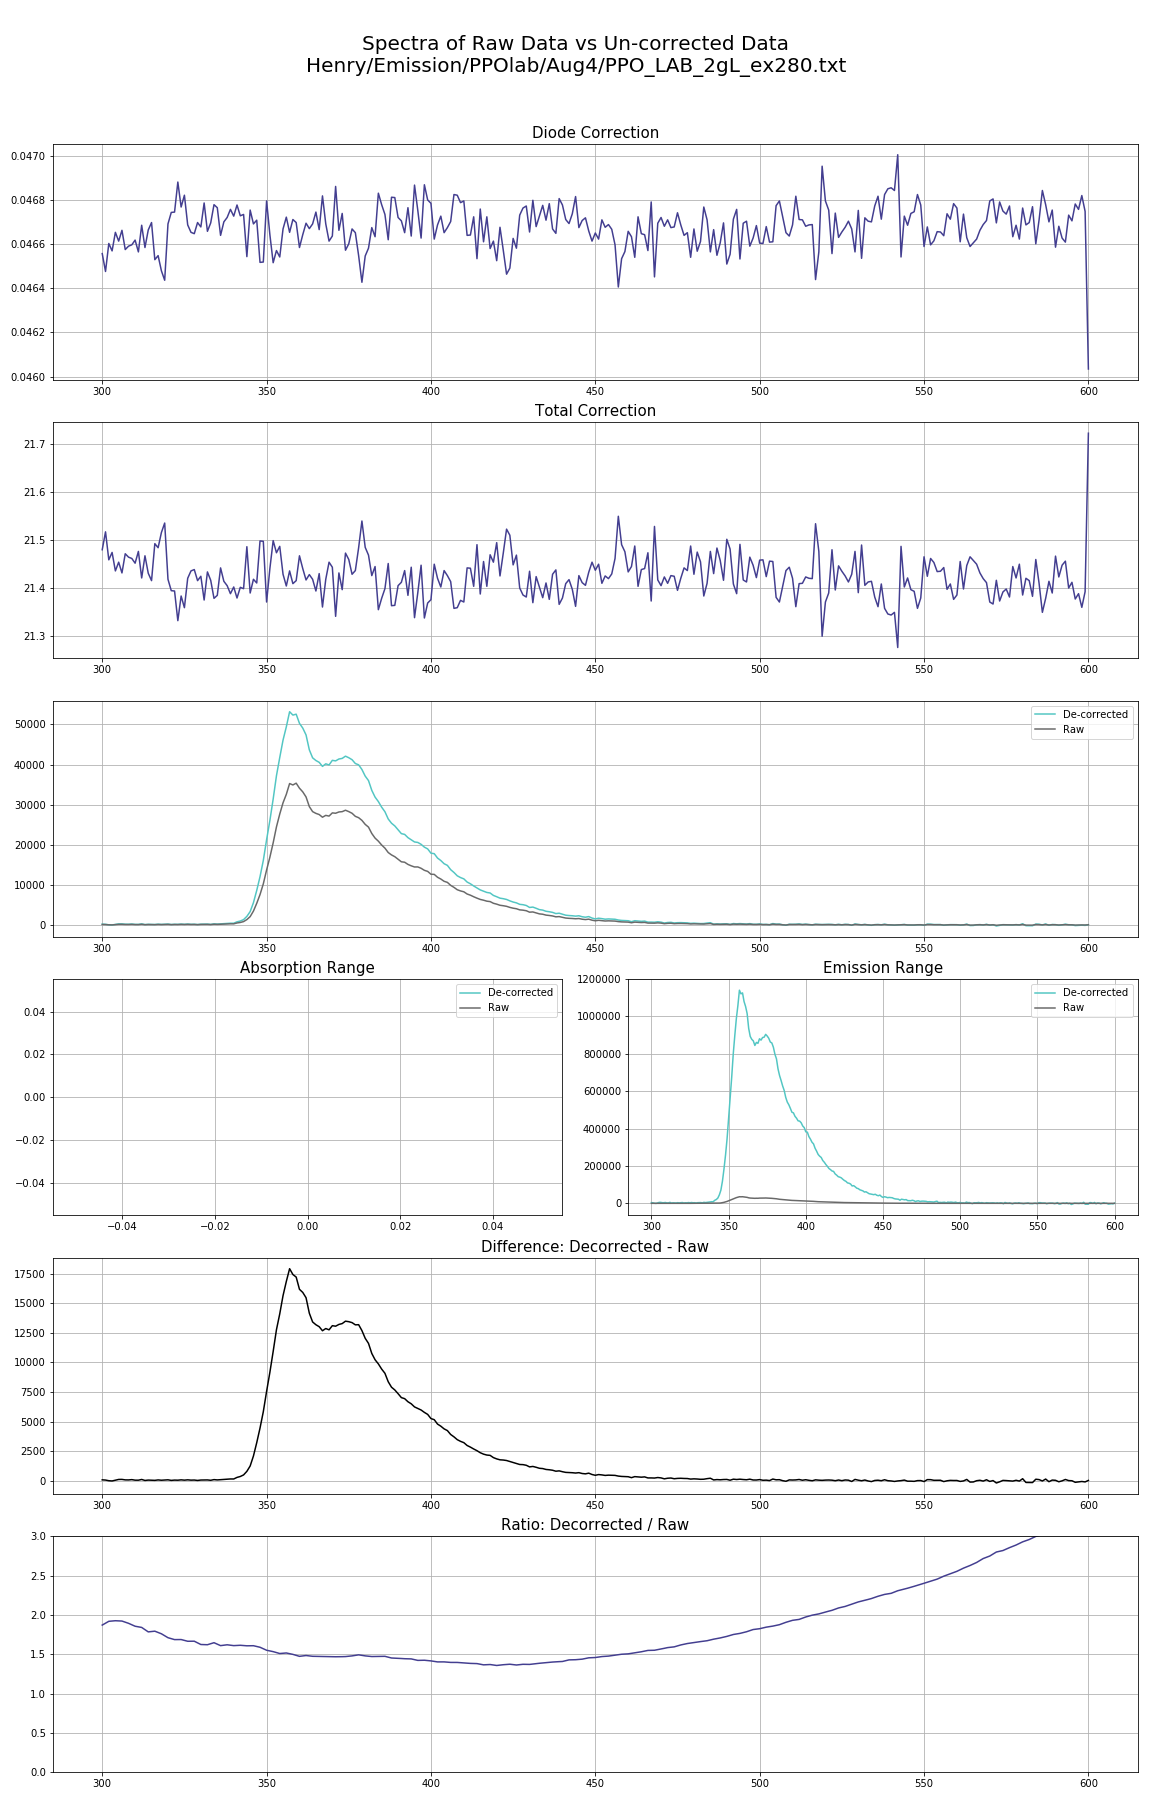 Spectra of Raw Data vs Un-corrected Data
Henry/Emission/PPOlab/Aug4/PPO_LAB_2gL_ex280.txt
Diode Correction
0.0470
0.0468
0.0466
0.0464
0.0462
0.0460
300 350 400 450 500 550 600
Total Correction
21.7
21.6
21.5
21.4
21.3
300 350 400 450 500 550 600
De-corrected
Raw
50000
40000
30000
20000
10000
0
300 350 400 450 500 550 600
Absorption Range
De-corrected
Raw
0.04
0.02
0.00
−0.02
−0.04
−0.04 −0.02 0.00 0.02 0.04
Emission Range
De-corrected
Raw
1200000
1000000
800000
600000
400000
200000
0
300 350 400 450 500 550 600
Difference: Decorrected - Raw
17500
15000
12500
10000
7500
5000
2500
0
300 350 400 450 500 550 600
Ratio: Decorrected / Raw
3.0
2.5
2.0
1.5
1.0
0.5
0.0
300 350 400 450 500 550 600